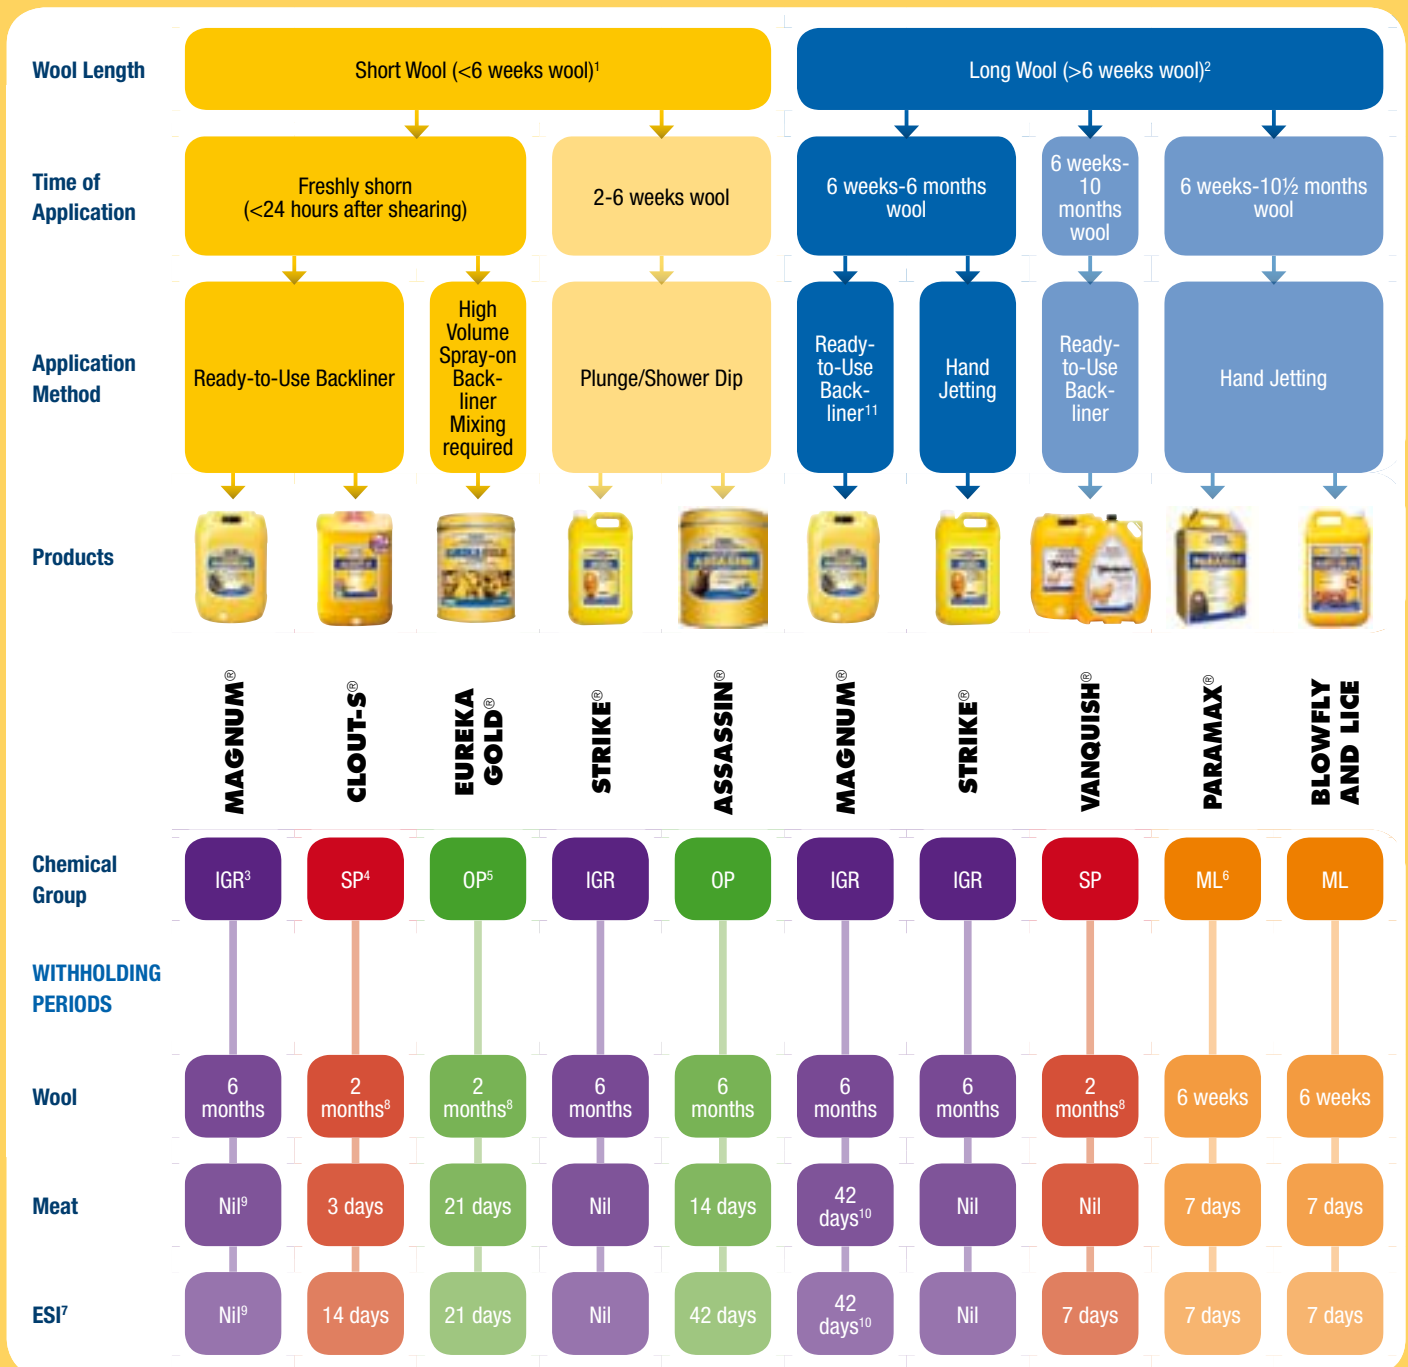 Wool Length
Short Wool (<6 weeks wool)¹
Long Wool (>6 weeks wool)²
Time of
Application
Freshly shorn
(<24 hours after shearing)
2-6 weeks wool
6 weeks-6 months
wool
6 weeks-
10
months
wool
6 weeks-10½ months
wool
Application
Method
Ready-to-Use Backliner
High
Volume
Spray-on
Back-
liner
Mixing
required
Plunge/Shower Dip
Ready-
to-Use
Back-
liner¹¹
Hand
Jetting
Ready-
to-Use
Back-
liner
Hand Jetting
Products
MAGNUM®
CLOUT-S®
EUREKA
GOLD®
STRIKE®
ASSASSIN®
MAGNUM®
STRIKE®
VANQUISH®
PARAMAX®
BLOWFLY
AND LICE
Chemical
Group
IGR³
SP⁴
OP⁵
IGR
OP
IGR
IGR
SP
ML⁶
ML
WITHHOLDING
PERIODS
Wool
6
months
2
months⁸
2
months⁸
6
months
6
months
6
months
6
months
2
months⁸
6 weeks
6 weeks
Meat
Nil⁹
3 days
21 days
Nil
14 days
42
days¹⁰
Nil
Nil
7 days
7 days
ESI⁷
Nil⁹
14 days
21 days
Nil
42 days
42
days¹⁰
Nil
7 days
7 days
7 days